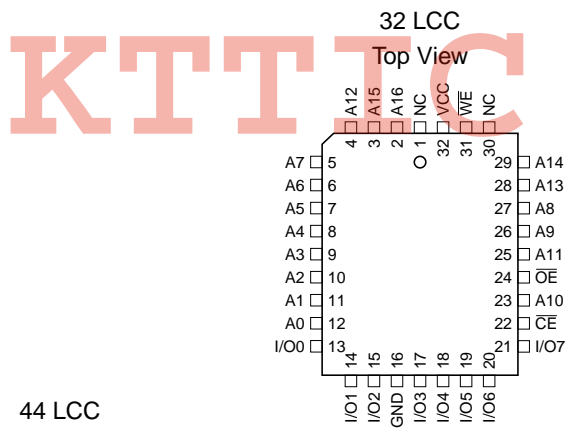 32 LCC
Top View
KTTIC
A12 A15 A16 NC VCC WE NC
4 3 2 1 32 31 30
A7 5 29 A14
A6 6 28 A13
A5 7 27 A8
A4 8 26 A9
A3 9 25 A11
A2 10 24 OE
A1 11 23 A10
A0 12 22 CE
I/O0 13 21 I/O7
14 15 16 17 18 19 20
I/O1 I/O2 GND I/O3 I/O4 I/O5 I/O6
44 LCC